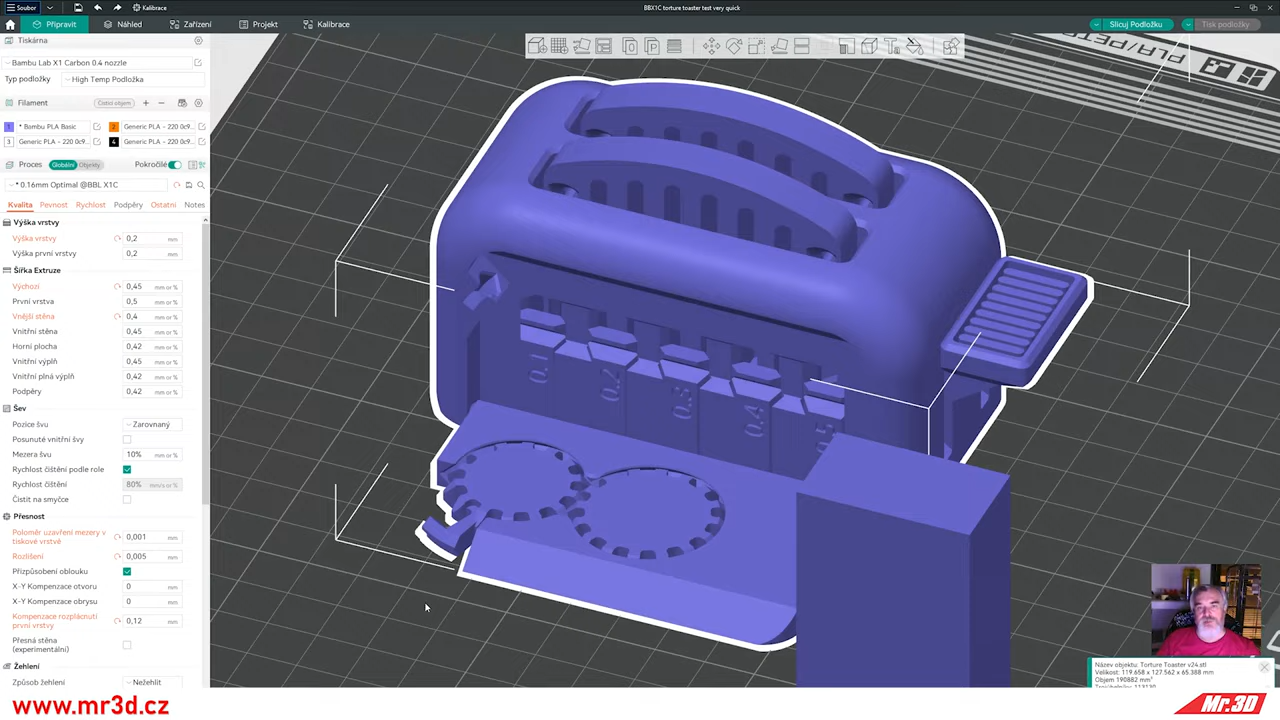 Soubor
Kalibrace
BBX1C torture toaster test very quick
Připravit
Náhled
Zařízení
Projekt
Kalibrace
Slicuj Podložku
Tisk podložky
Tiskárna
Bambu Lab X1 Carbon 0.4 nozzle
Typ podložky
High Temp Podložka
Filament
Čistící objem
1 * Bambu PLA Basic
2 Generic PLA - 220 0c9...
3 Generic PLA - 220 0c9...
4 Generic PLA - 220 0c9...
Proces
Globální
Objekty
Pokročilé
* 0.16mm Optimal @BBL X1C
Kvalita Pevnost Rychlost Podpěry Ostatní Notes
Výška vrstvy
Výška vrstvy 0,2 mm
Výška první vrstvy 0,2 mm
Šířka Extruze
Výchozí 0,45 mm or %
První vrstva 0,5 mm or %
Vnější stěna 0,4 mm or %
Vnitřní stěna 0,45 mm or %
Horní plocha 0,42 mm or %
Vnitřní výplň 0,45 mm or %
Vnitřní plná výplň 0,42 mm or %
Podpěry 0,42 mm or %
Šev
Pozice švu Zarovnaný
Posunuté vnitřní švy
Mezera švu 10% mm or %
Rychlost čištění podle role
Rychlost čištění 80% mm/s or %
Čistit na smyčce
Přesnost
Poloměr uzavření mezery v
tiskové vrstvě 0,001 mm
Rozlišení 0,005 mm
Přizpůsobení oblouku
X-Y Kompenzace otvoru 0 mm
X-Y Kompenzace obrysu 0 mm
Kompenzace rozplácnutí
první vrstvy 0,12 mm
Přesná stěna
(experimentální)
Žehlení
Způsob žehlení Nežehlit
PLA/PET
0.1
0.3
0.4
Název objektu: Torture Toaster v24.stl
Velikost: 119.658 x 127.562 x 65.388 mm
Objem 190882 mm³
www.mr3d.cz
Mr.3D